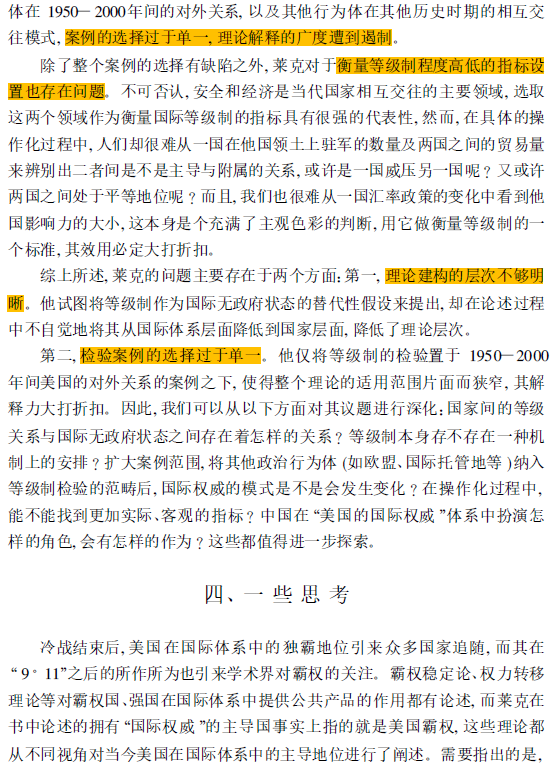 体在 1950－2000年间的对外关系, 以及其他行为体在其他历史时期的相互交
往模式, 案例的选择过于单一, 理论解释的广度遭到遏制。
除了整个案例的选择有缺陷之外, 莱克对于衡量等级制程度高低的指标设
置也存在问题。不可否认, 安全和经济是当代国家相互交往的主要领域, 选取
这两个领域作为衡量国际等级制的指标具有很强的代表性, 然而, 在具体的操
作化过程中, 人们却很难从一国在他国领土上驻军的数量及两国之间的贸易量
来辨别出二者间是不是主导与附属的关系, 或许是一国威压另一国呢? 又或许
两国之间处于平等地位呢? 而且, 我们也很难从一国汇率政策的变化中看到他
国影响力的大小, 这本身是个充满了主观色彩的判断, 用它做衡量等级制的一
个标准, 其效用必定大打折扣。
综上所述, 莱克的问题主要存在于两个方面: 第一, 理论建构的层次不够明
晰。他试图将等级制作为国际无政府状态的替代性假设来提出, 却在论述过程
中不自觉地将其从国际体系层面降低到国家层面, 降低了理论层次。
第二, 检验案例的选择过于单一。他仅将等级制的检验置于 1950－2000
年间美国的对外关系的案例之下, 使得整个理论的适用范围片面而狭窄, 其解
释力大打折扣。因此, 我们可以从以下方面对其议题进行深化: 国家间的等级
关系与国际无政府状态之间存在着怎样的关系? 等级制本身存不存在一种机
制上的安排? 扩大案例范围, 将其他政治行为体 (如欧盟、国际托管地等 )纳入
等级制检验的范畴后, 国际权威的模式是不是会发生变化? 在操作化过程中,
能不能找到更加实际、客观的指标? 中国在 “美国的国际权威 ”体系中扮演怎
样的角色, 会有怎样的作为? 这些都值得进一步探索。
四、一些思考
冷战结束后, 美国在国际体系中的独霸地位引来众多国家追随, 而其在
“9°11”之后的所作所为也引来学术界对霸权的关注。霸权稳定论、权力转移
理论等对霸权国、强国在国际体系中提供公共产品的作用都有论述, 而莱克在
书中论述的拥有 “国际权威 ”的主导国事实上指的就是美国霸权, 这些理论都
从不同视角对当今美国在国际体系中的主导地位进行了阐述。需要指出的是,